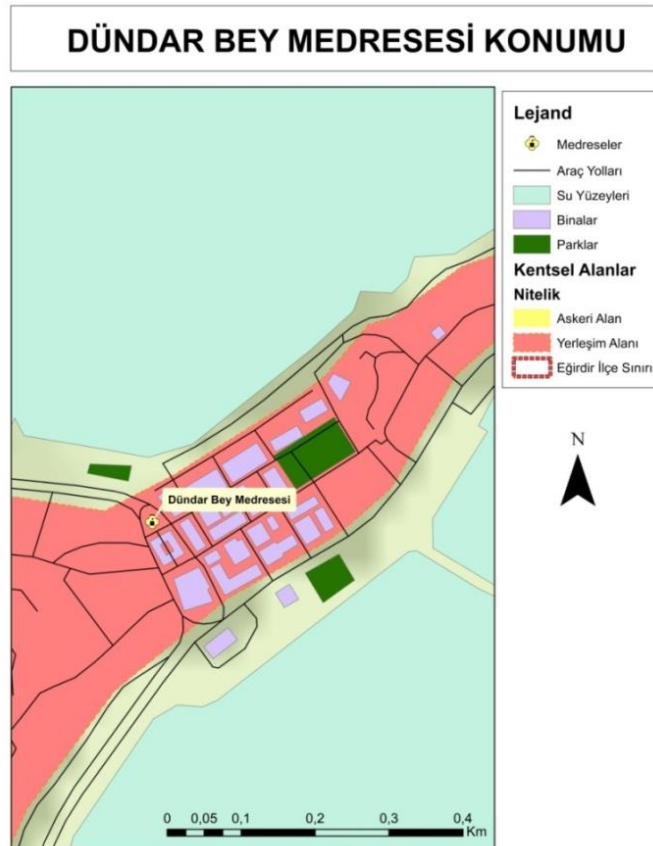 DÜNDAR BEY MEDRESESİ KONUMU
Lejand
Medreseler
Araç Yolları
Su Yüzeyleri
Binalar
Parklar
Kentsel Alanlar
Nitelik
Askeri Alan
Yerleşim Alanı
Eğirdir İlçe Sınırı
N
Dündar Bey Medresesi
0 0,05 0,1 0,2 0,3 0,4
Km